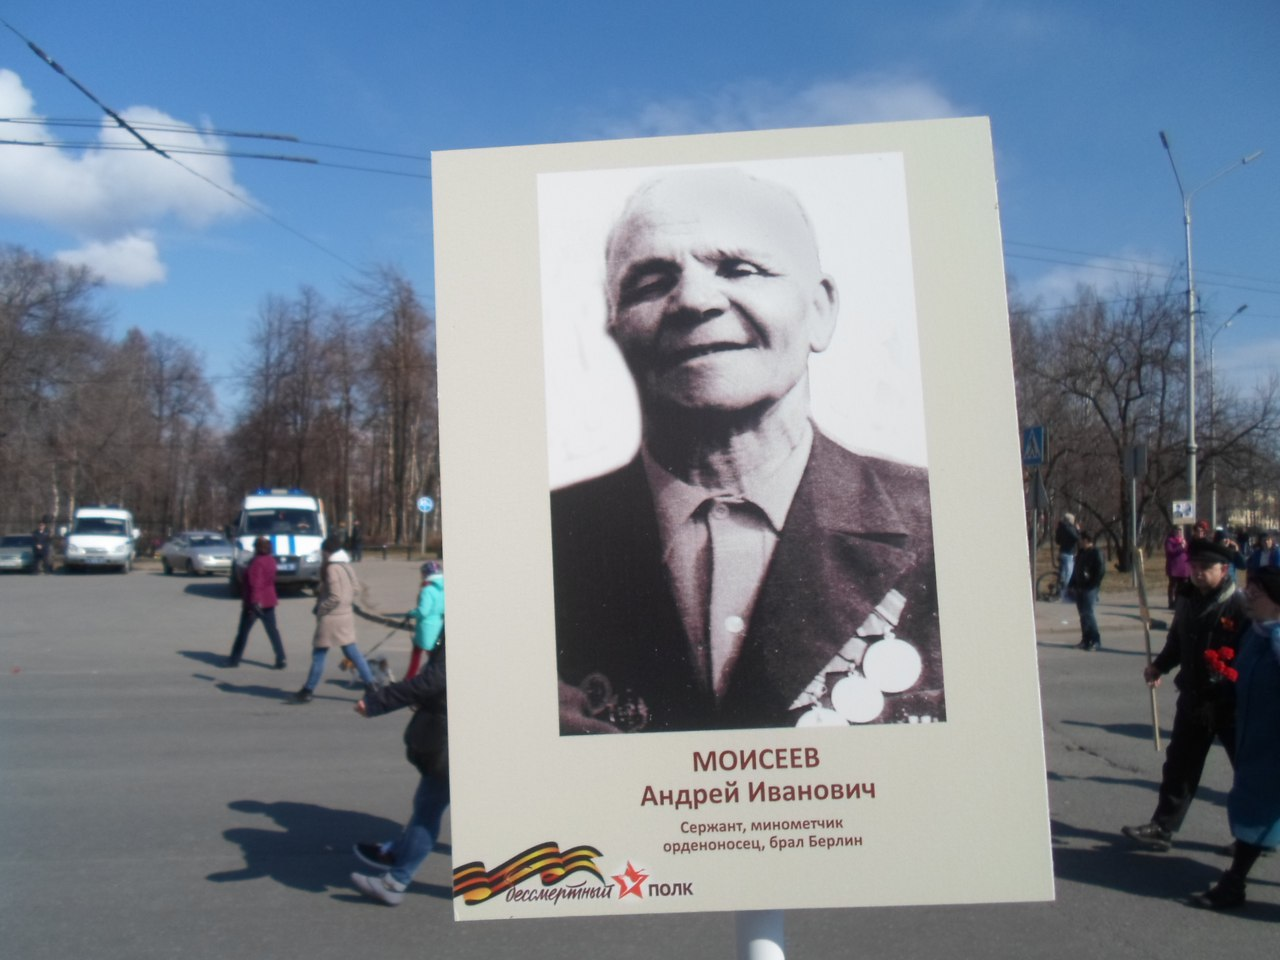 МОИСЕЕВ
Андрей Иванович
Сержант, минометчик
орденоносец, брал Берлин
бессмертный полк